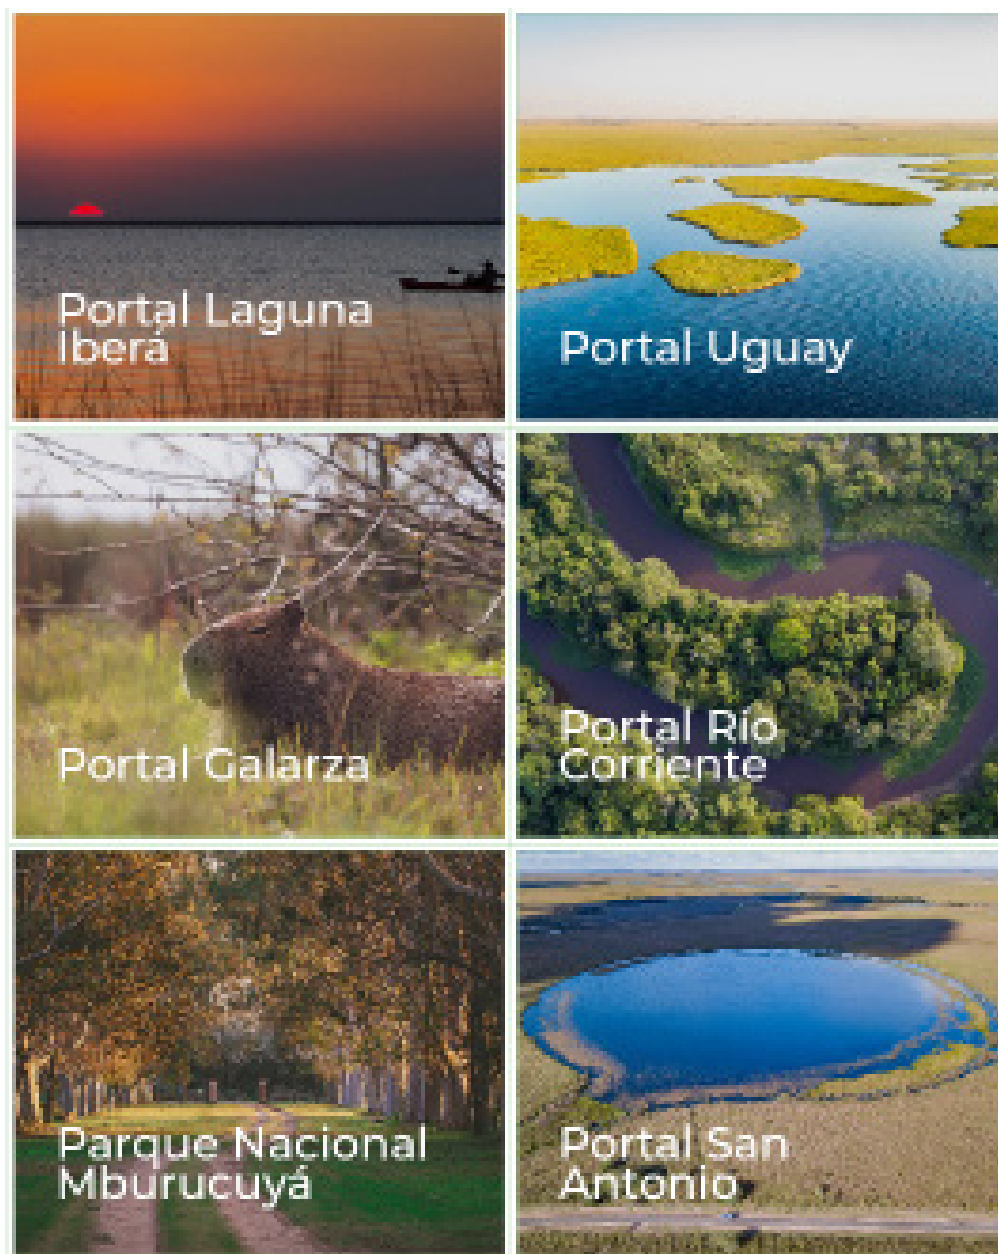 Portal Laguna
Iberá
Portal Uguay
Portal Galarza
Portal Río
Corriente
Parque Nacional
Mburucuyá
Portal San
Antonio